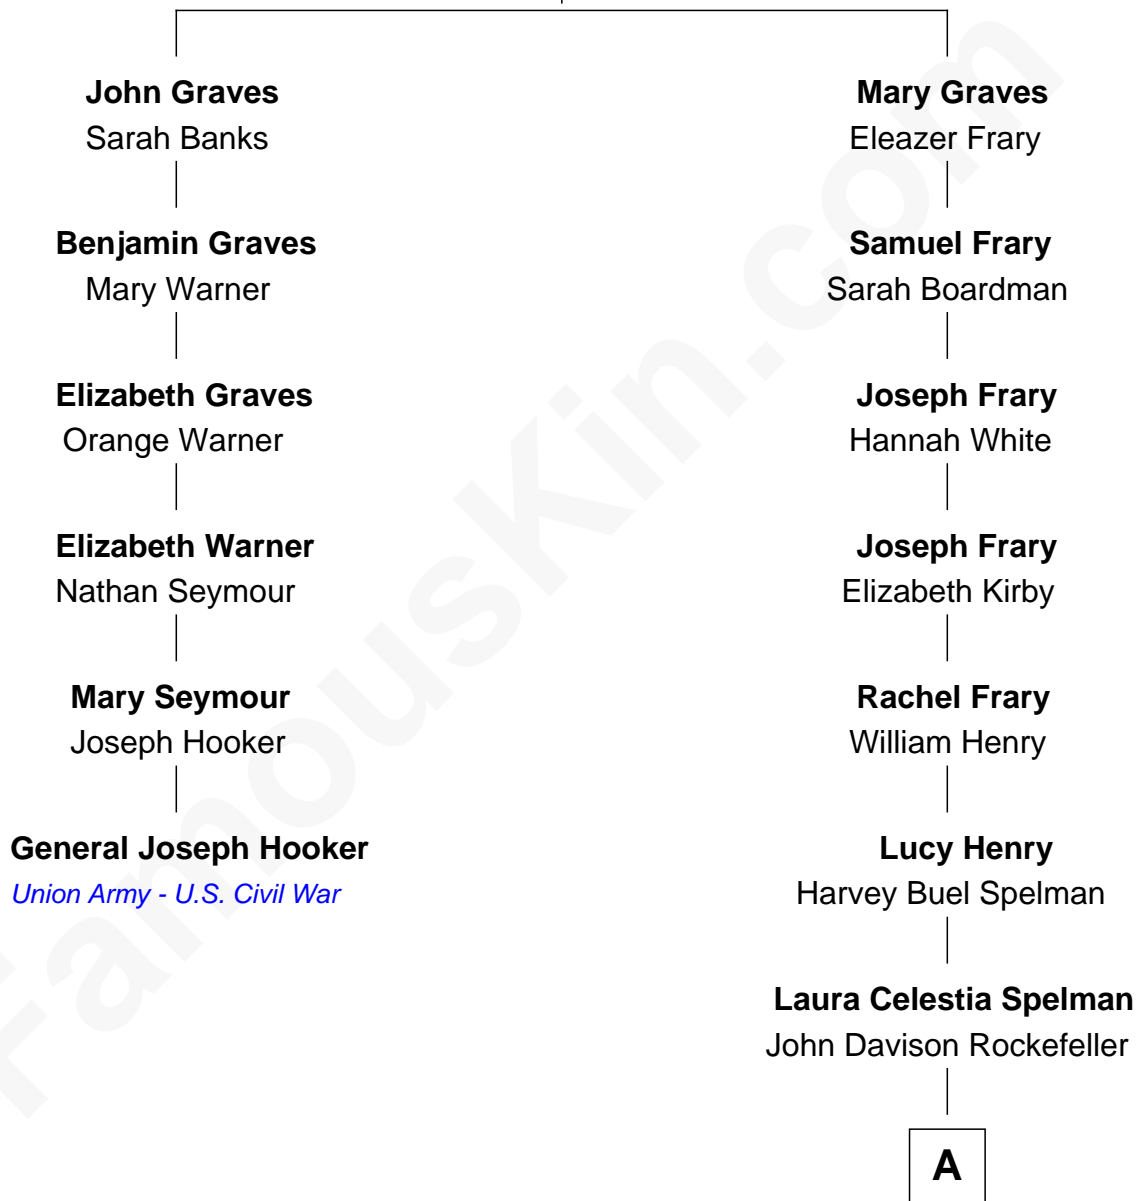 John Graves
Sarah Banks
Benjamin Graves
Mary Warner
Elizabeth Graves
Orange Warner
Elizabeth Warner
Nathan Seymour
Mary Seymour
Joseph Hooker
General Joseph Hooker
Union Army - U.S. Civil War
Mary Graves
Eleazer Frary
Samuel Frary
Sarah Boardman
Joseph Frary
Hannah White
Joseph Frary
Elizabeth Kirby
Rachel Frary
William Henry
Lucy Henry
Harvey Buel Spelman
Laura Celestia Spelman
John Davison Rockefeller
A
FamousKin.com